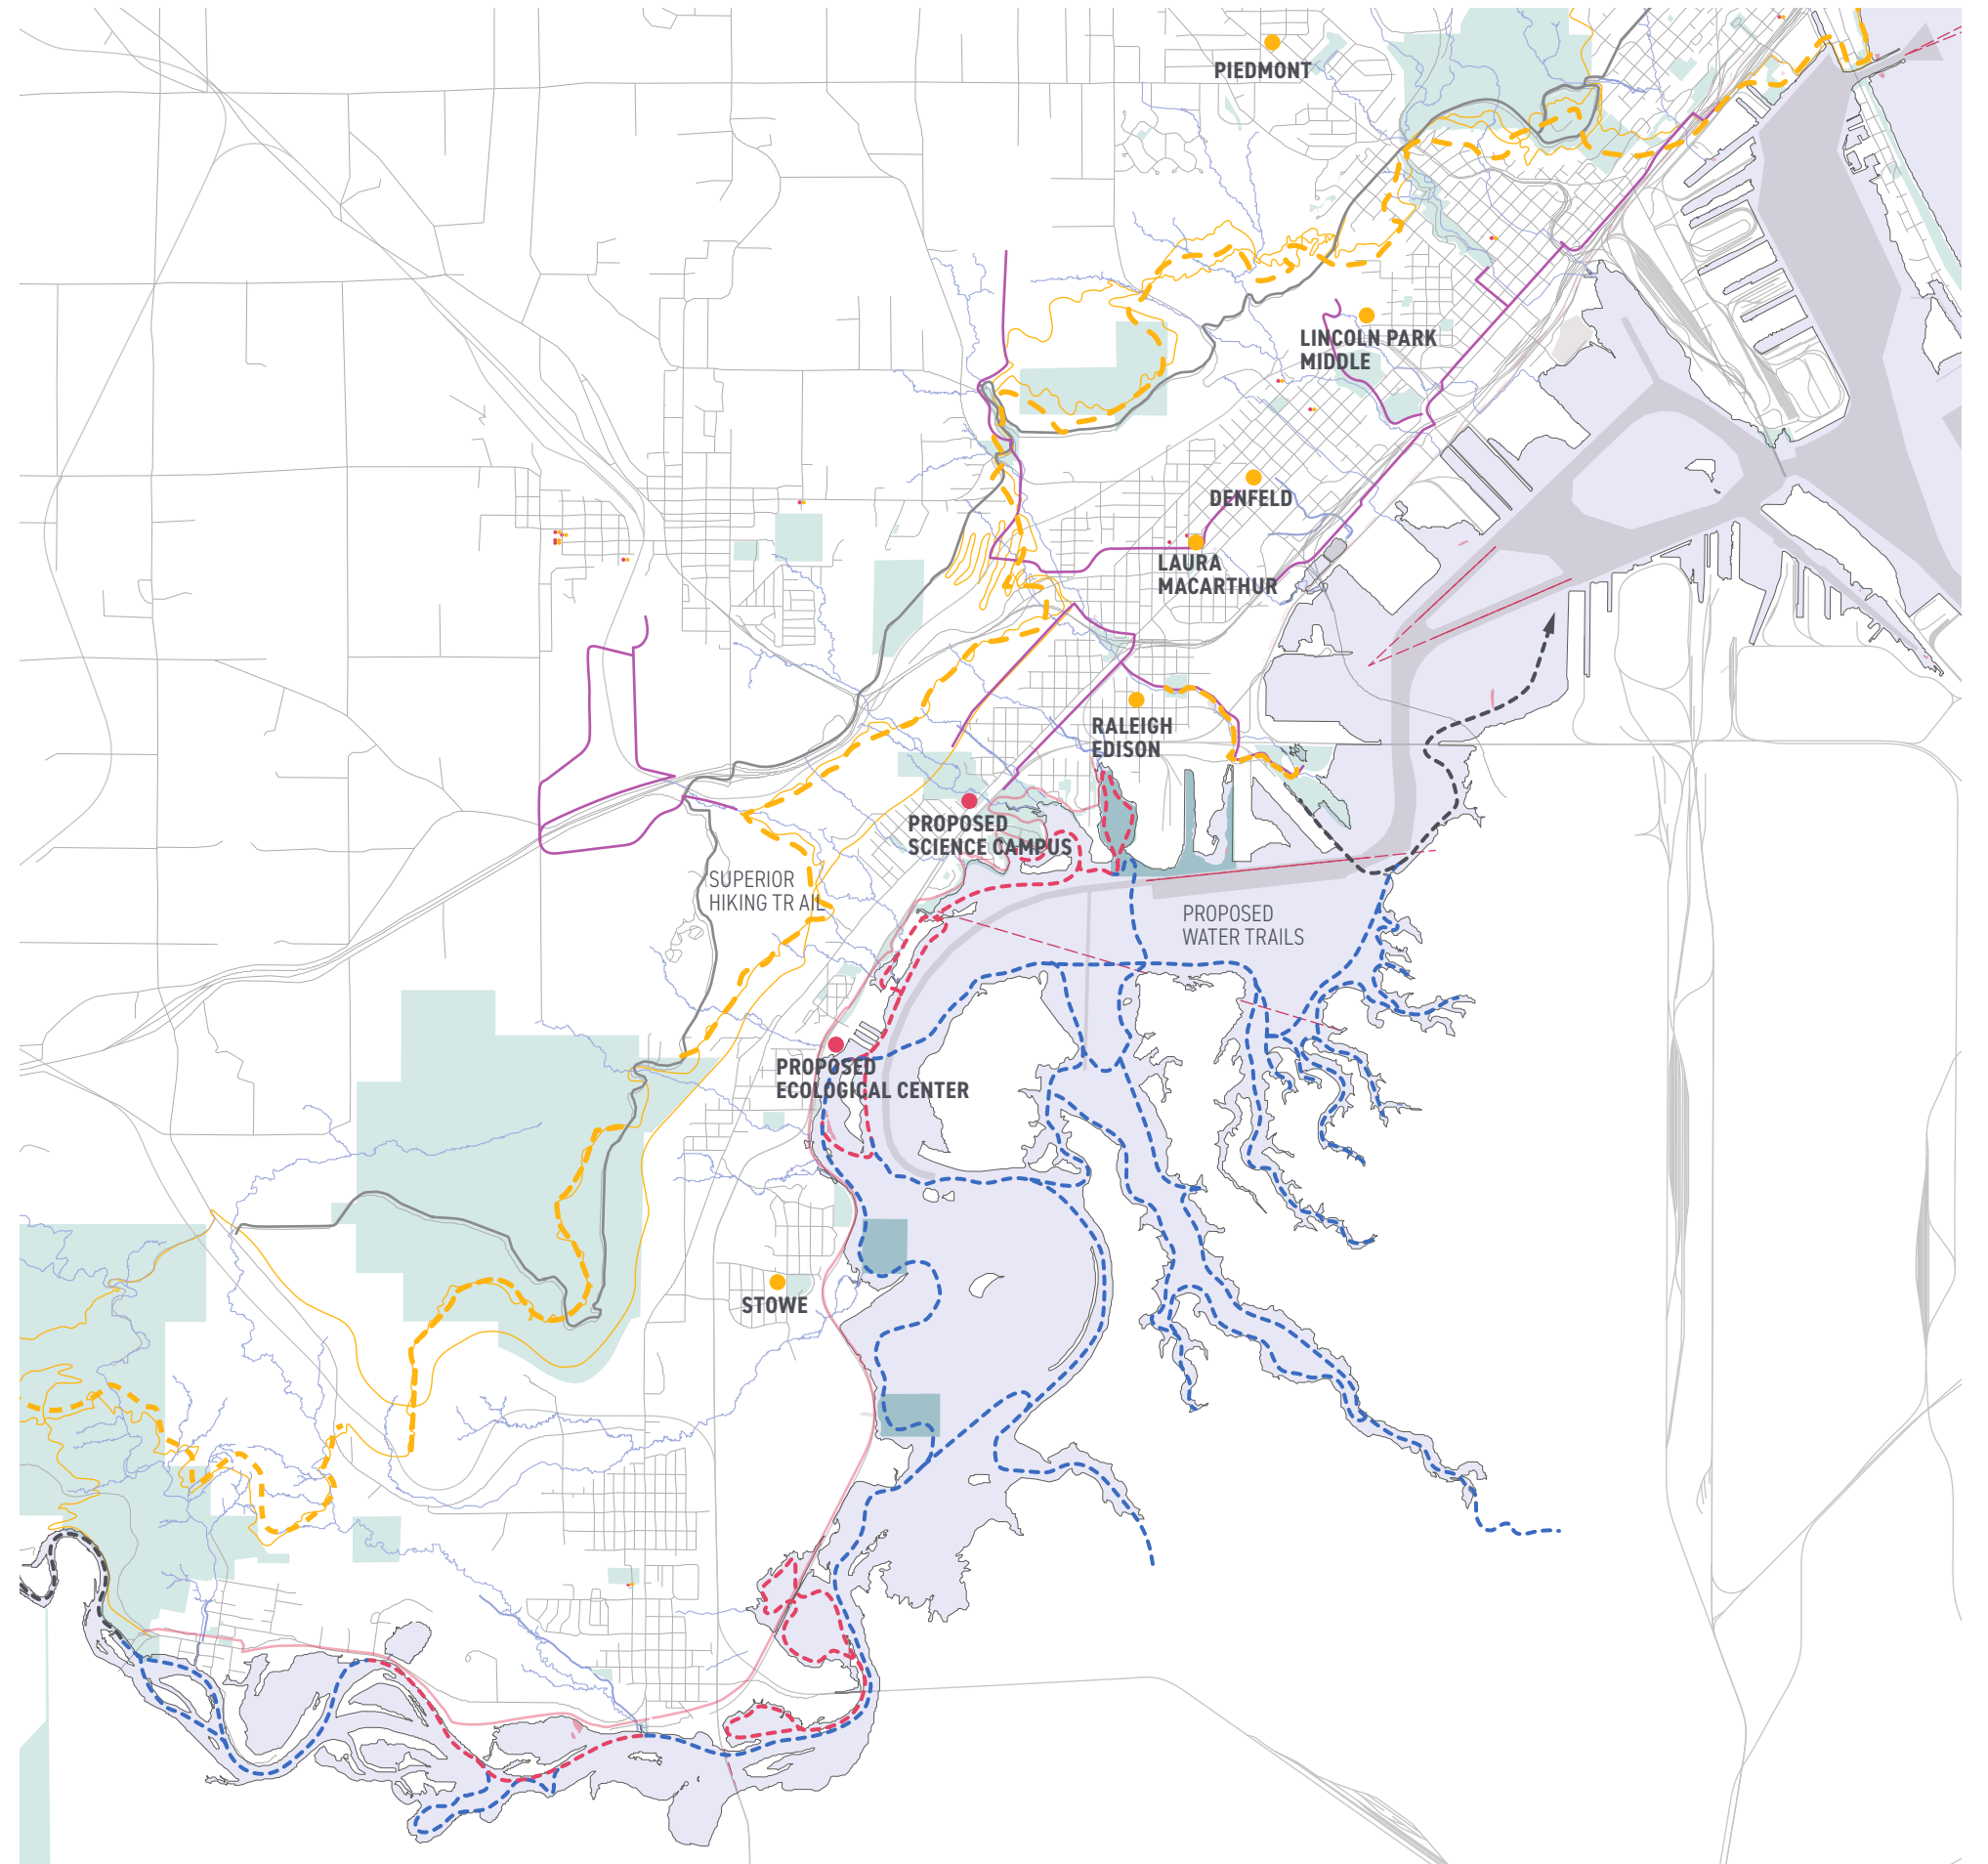 PIEDMONT
LINCOLN PARK
MIDDLE
DENFELD
LAURA
MACARTHUR
RALEIGH
EDISON
PROPOSED
SCIENCE CAMPUS
SUPERIOR
HIKING TR AIL
PROPOSED
WATER TRAILS
PROPOSED
ECOLOGICAL CENTER
STOWE